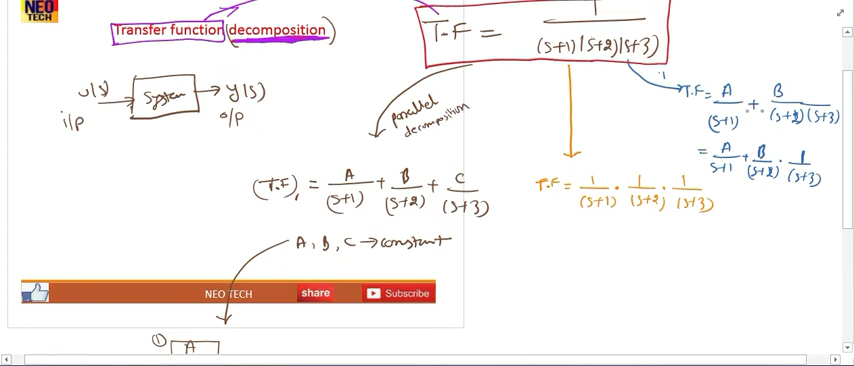 NEO
TECH
Transfer function (decomposition)
T.F = 1/((s+1)(s+2)(s+3))
u(s) → System → y(s)
i/p
o/p
parallel
decomposition
T.F = A/(s+1) + B/((s+2)(s+3))
= A/(s+1) + B/(s+2) · 1/(s+3)
(T.F), = A/(s+1) + B/(s+2) + C/(s+3)
T.F = 1/(s+1) · 1/(s+2) · 1/(s+3)
A, B, C → constant
NEO TECH
share
Subscribe
①
A